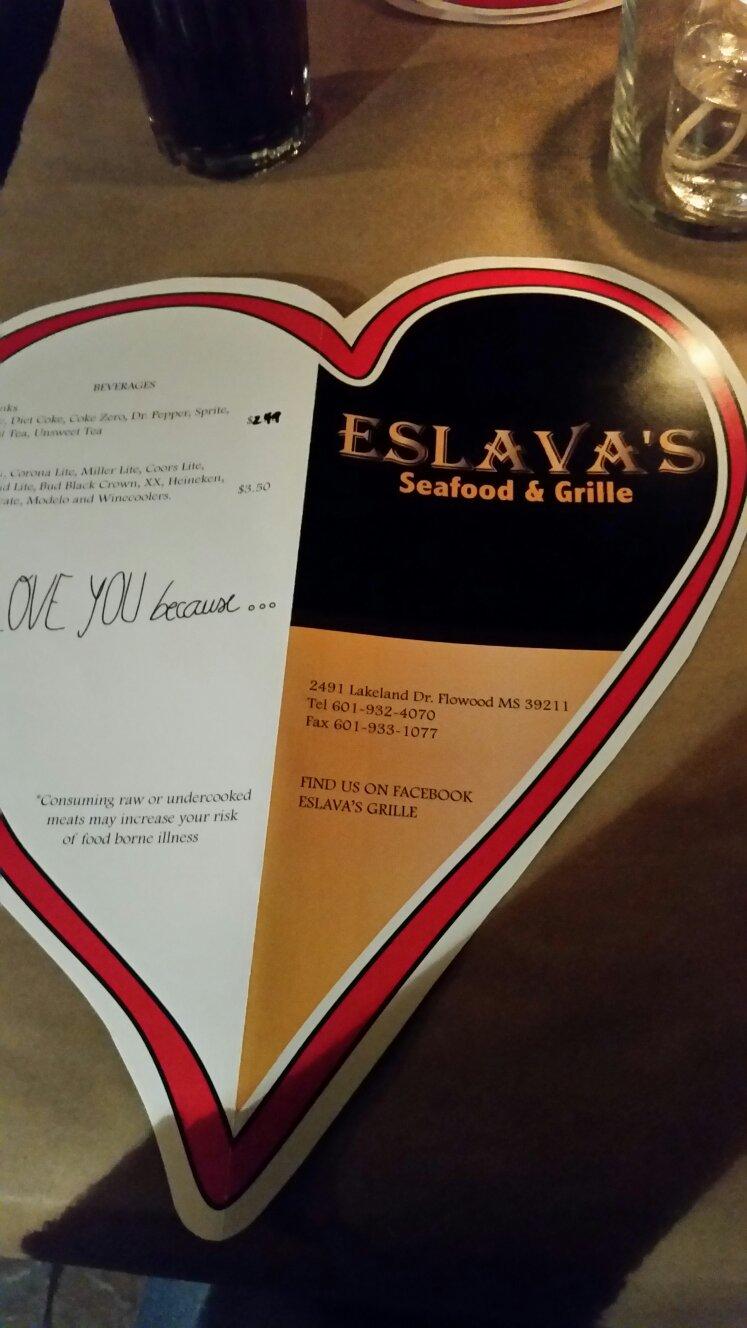 BEVERAGES
Diet Coke, Coke Zero, Dr. Pepper, Sprite,
Tea, Unsweet Tea
$2.99
Corona Lite, Miller Lite, Coors Lite,
Lite, Bud Black Crown, XX, Heineken,
Modelo and Winecoolers.
$3.50
LOVE YOU because...
*Consuming raw or undercooked
meats may increase your risk
of food borne illness
ESLAVA'S
Seafood & Grille
2491 Lakeland Dr. Flowood MS 39211
Tel 601-932-4070
Fax 601-933-1077
FIND US ON FACEBOOK
ESLAVA'S GRILLE